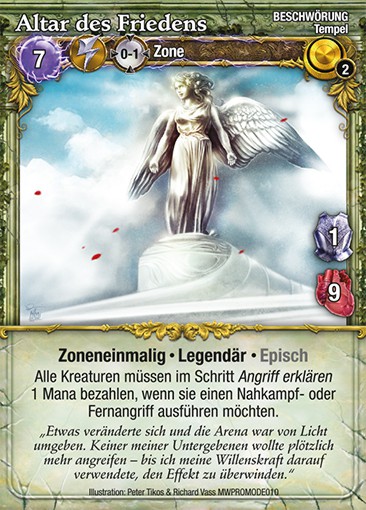 Altar des Friedens
BESCHWÖRUNG
Tempel
7
0-1
Zone
2
1
9
Zoneneinmalig • Legendär • Episch
Alle Kreaturen müssen im Schritt Angriff erklären
1 Mana bezahlen, wenn sie einen Nahkampf- oder
Fernangriff ausführen möchten.
„Etwas veränderte sich und die Arena war von Licht
umgeben. Keiner meiner Untergebenen wollte plötzlich
mehr angreifen – bis ich meine Willenskraft darauf
verwendete, den Effekt zu überwinden.“
Illustration: Peter Tikos & Richard Vass MWPROMODE010